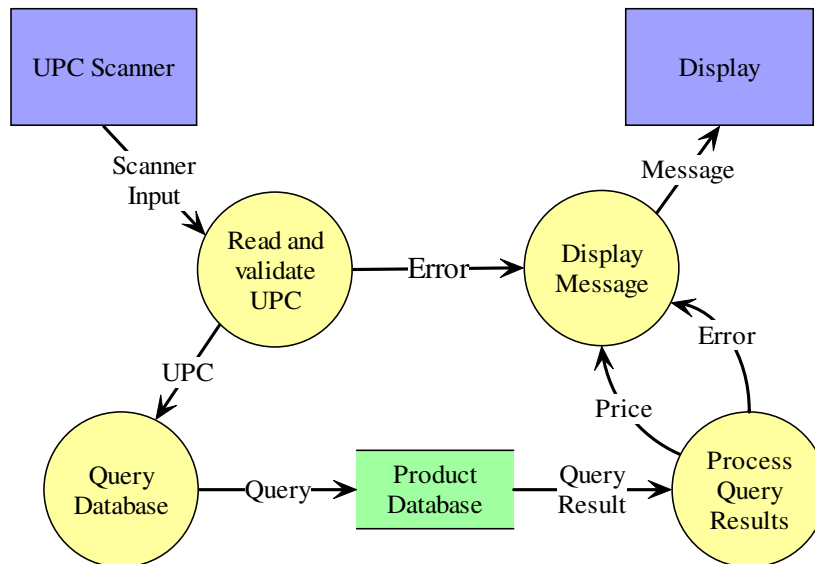 UPC Scanner
Display
Scanner
Input
Message
Read and
validate
UPC
Error
Display
Message
UPC
Error
Price
Query
Database
Query
Product
Database
Query
Result
Process
Query
Results